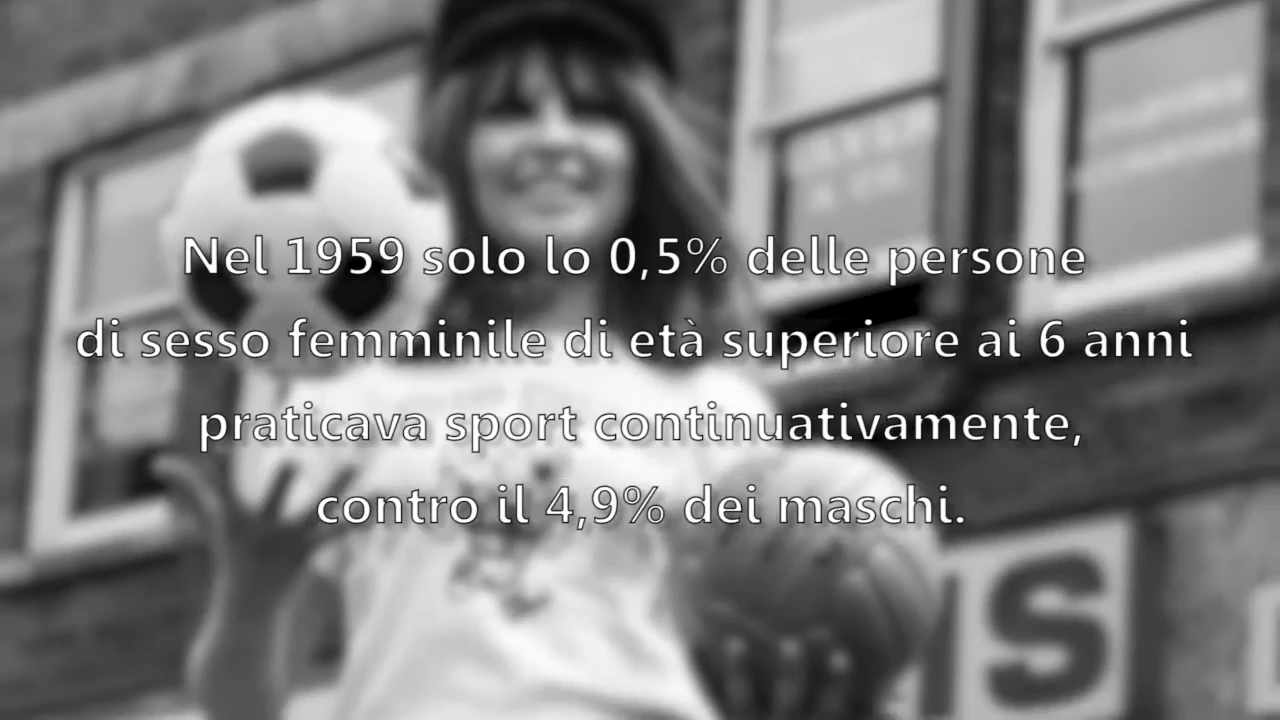 Nel 1959 solo lo 0,5% delle persone
di sesso femminile di età superiore ai 6 anni
praticava sport continuativamente,
contro il 4,9% dei maschi.
S